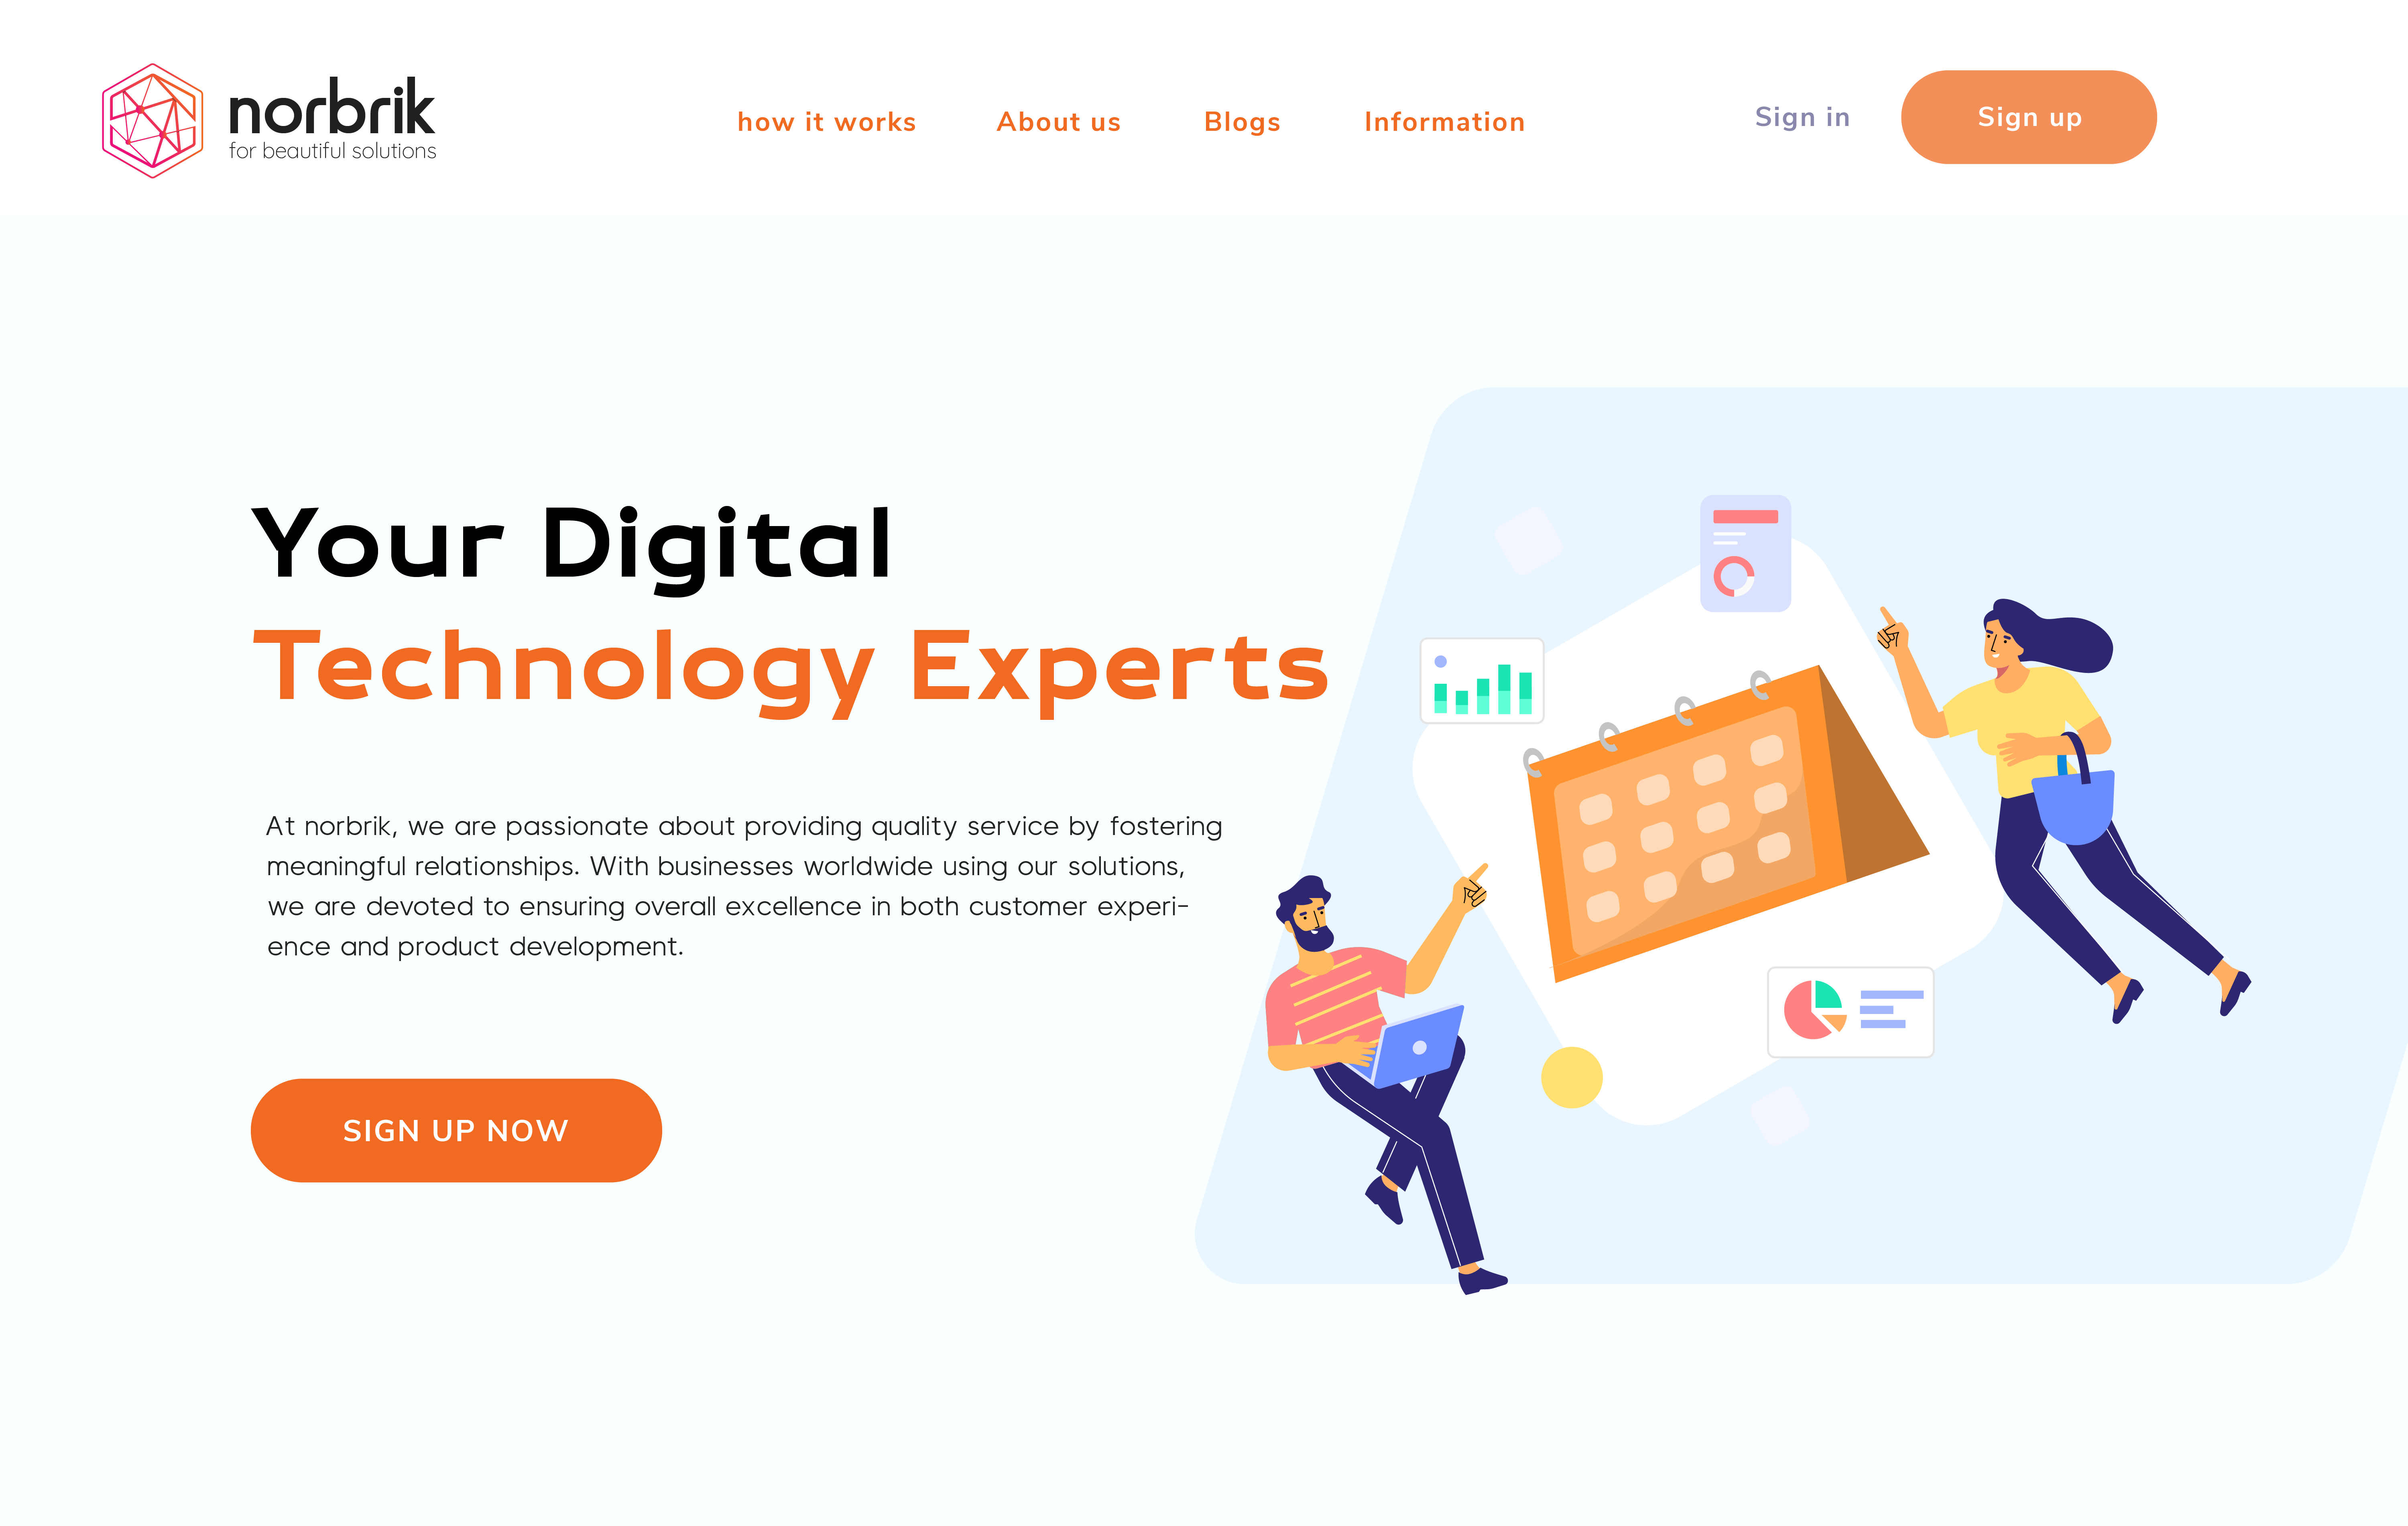 norbrik
for beautiful solutions
how it works
About us
Blogs
Information
Sign in
Sign up
Your Digital
Technology Experts
At norbrik, we are passionate about providing quality service by fostering
meaningful relationships. With businesses worldwide using our solutions,
we are devoted to ensuring overall excellence in both customer experi-
ence and product development.
SIGN UP NOW